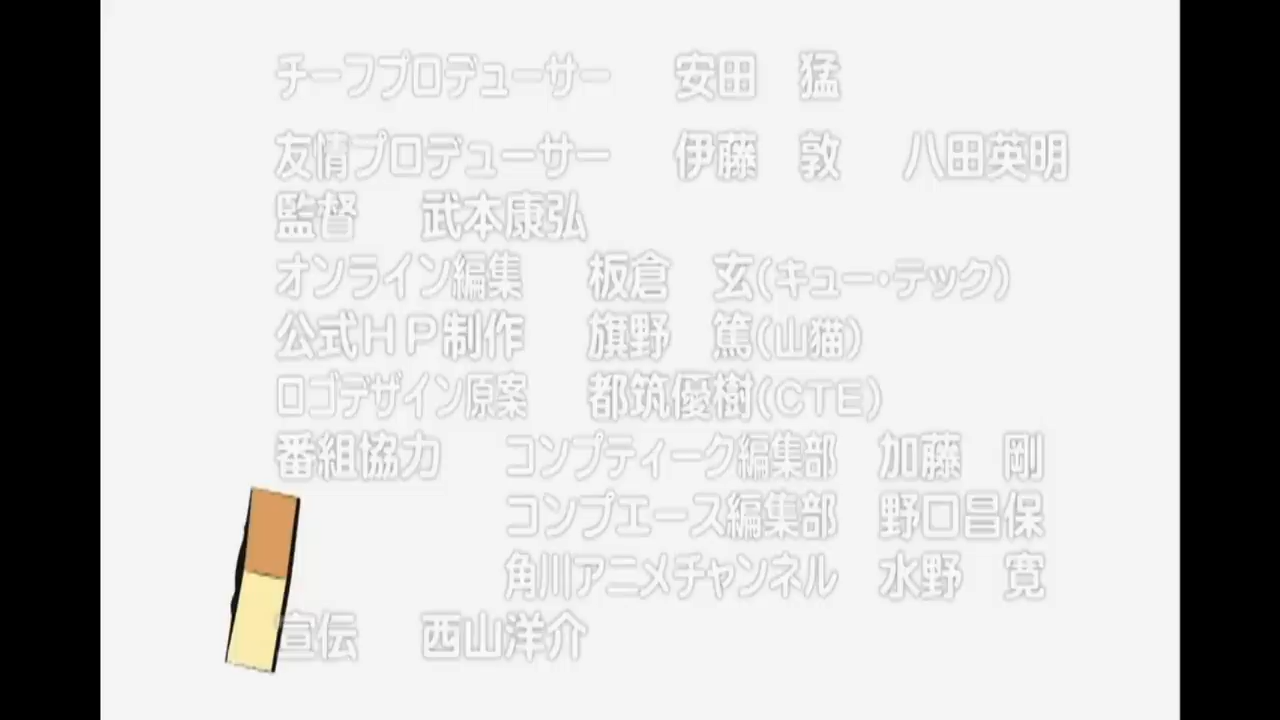 チーフプロデューサー　安田　猛
友情プロデューサー　伊藤　敦　八田英明
監督　武本康弘
オンライン編集　板倉　玄(キュー・テック)
公式ＨＰ制作　旗野　篤(山猫)
ロゴデザイン原案　都筑優樹(CTE)
番組協力　コンプティーク編集部　加藤　剛
コンプエース編集部　野口昌保
角川アニメチャンネル　水野　寛
宣伝　西山洋介